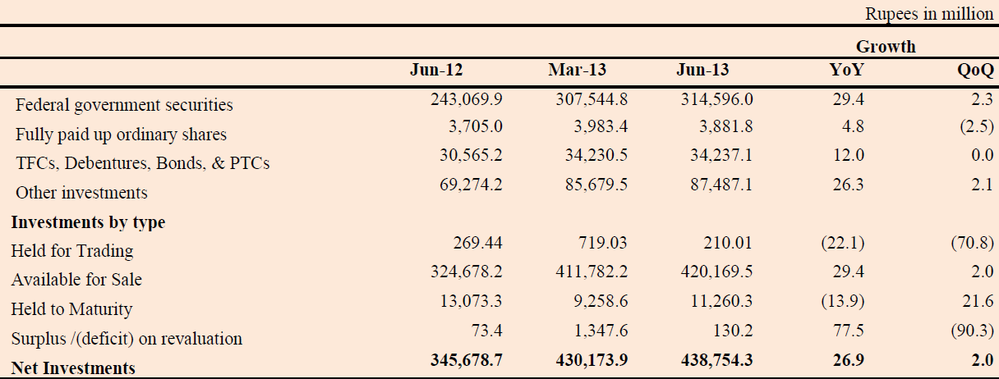 Rupees in million
Growth
Jun-12 Mar-13 Jun-13 YoY QoQ
Federal government securities 243,069.9 307,544.8 314,596.0 29.4 2.3
Fully paid up ordinary shares 3,705.0 3,983.4 3,881.8 4.8 (2.5)
TFCs, Debentures, Bonds, & PTCs 30,565.2 34,230.5 34,237.1 12.0 0.0
Other investments 69,274.2 85,679.5 87,487.1 26.3 2.1
Investments by type
Held for Trading 269.44 719.03 210.01 (22.1) (70.8)
Available for Sale 324,678.2 411,782.2 420,169.5 29.4 2.0
Held to Maturity 13,073.3 9,258.6 11,260.3 (13.9) 21.6
Surplus /(deficit) on revaluation 73.4 1,347.6 130.2 77.5 (90.3)
Net Investments 345,678.7 430,173.9 438,754.3 26.9 2.0